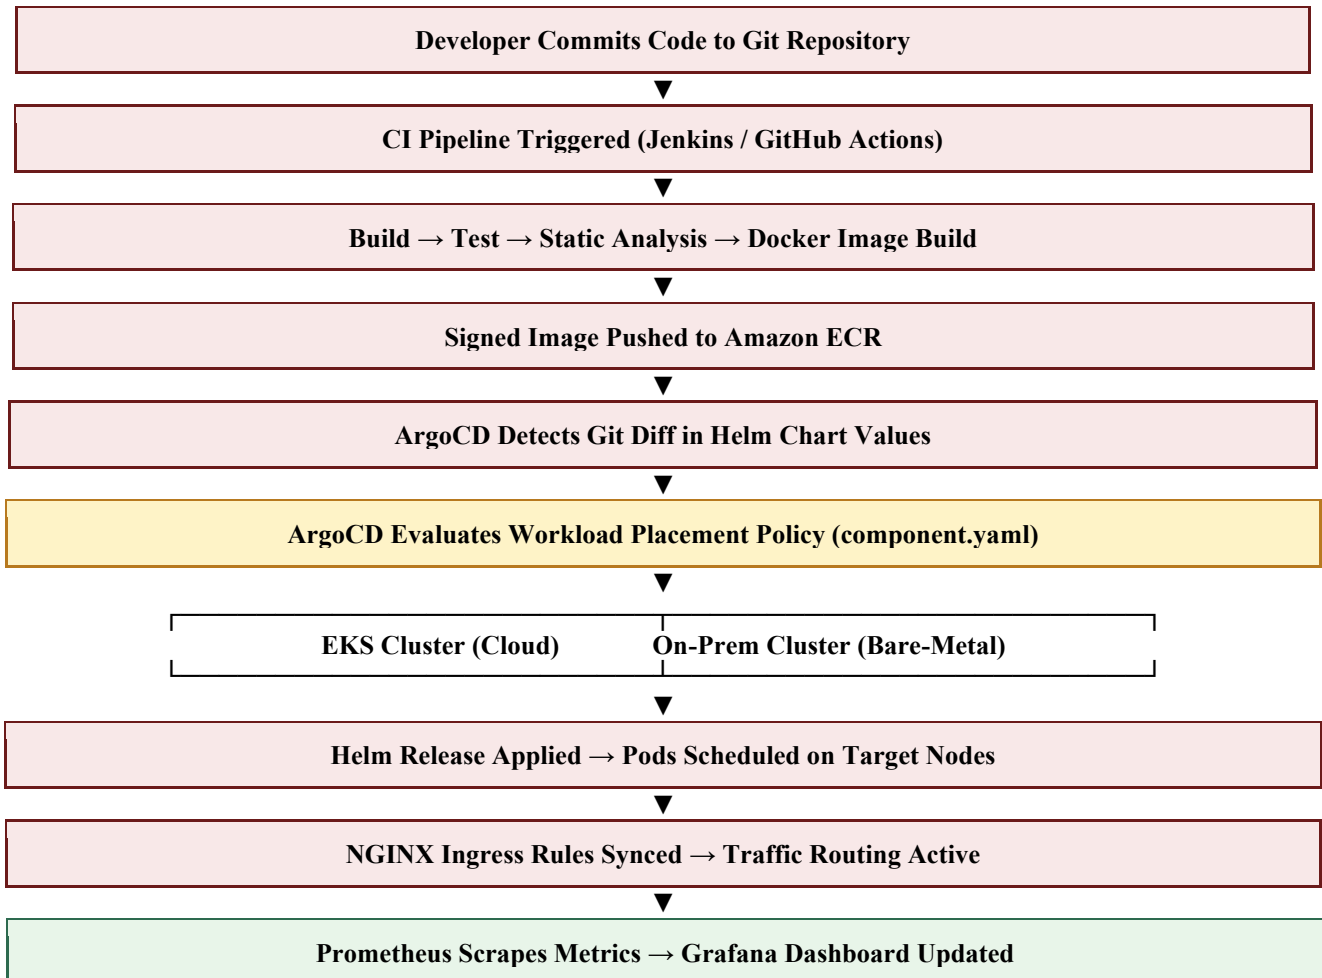 Developer Commits Code to Git Repository
▼
CI Pipeline Triggered (Jenkins / GitHub Actions)
▼
Build → Test → Static Analysis → Docker Image Build
▼
Signed Image Pushed to Amazon ECR
▼
ArgoCD Detects Git Diff in Helm Chart Values
▼
ArgoCD Evaluates Workload Placement Policy (component.yaml)
▼
EKS Cluster (Cloud) On-Prem Cluster (Bare-Metal)
▼
Helm Release Applied → Pods Scheduled on Target Nodes
▼
NGINX Ingress Rules Synced → Traffic Routing Active
▼
Prometheus Scrapes Metrics → Grafana Dashboard Updated